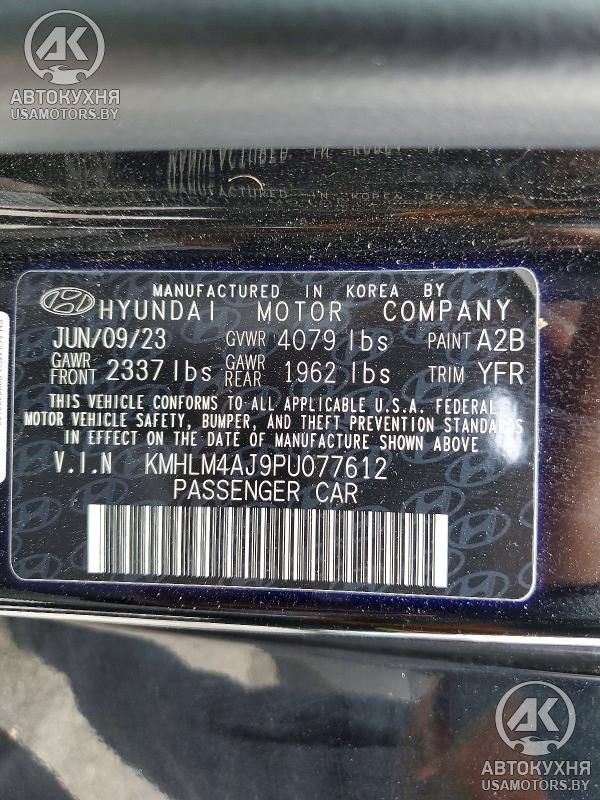 AK
АВТОКУХНЯ
USAMOTORS.BY
MANUFACTURED IN KOREA BY
HYUNDAI MOTOR COMPANY
JUN/09/23 GVWR 4079 lbs PAINT A2B
GAWR FRONT 2337 lbs GAWR REAR 1962 lbs TRIM YFR
THIS VEHICLE CONFORMS TO ALL APPLICABLE U.S.A. FEDERAL
MOTOR VEHICLE SAFETY, BUMPER, AND THEFT PREVENTION STANDARDS
IN EFFECT ON THE DATE OF MANUFACTURE SHOWN ABOVE
V.I.N KMHLM4AJ9PU077612
PASSENGER CAR
AK
АВТОКУХНЯ
USAMOTORS.BY